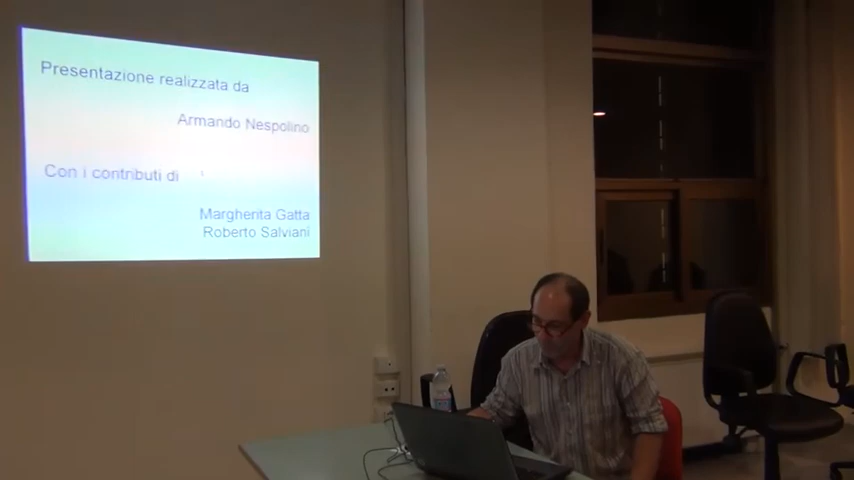 Presentazione realizzata da
Armando Nespolino
Con i contributi di
Margherita Gatta
Roberto Salviani